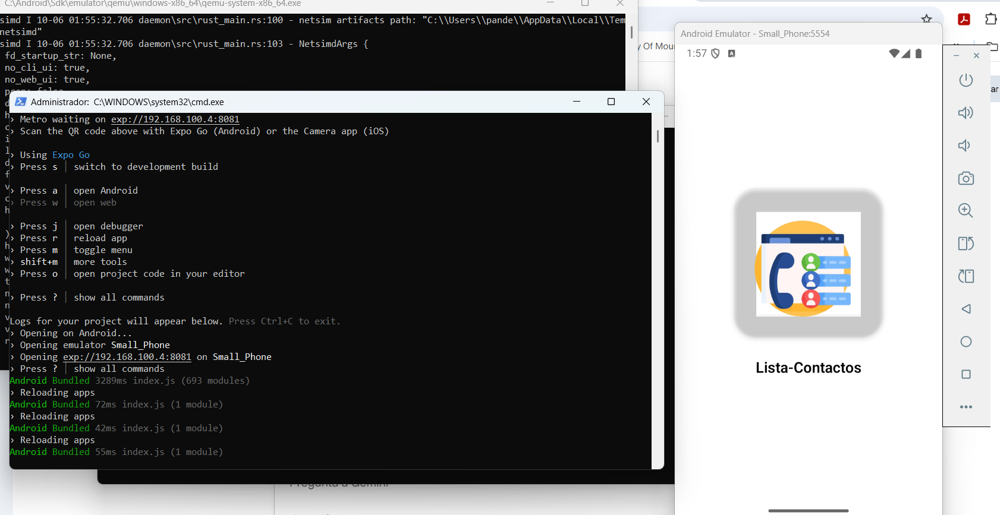 C:\Android\Sdk\emulator\qemu\windows-x86_64\qemu-system-x86_64.exe
simd I 10-06 01:55:32.706 daemon\src\rust_main.rs:100 - netsim artifacts path: "C:\\Users\\pande\\AppData\\Local\\Tem
netsimd"
simd I 10-06 01:55:32.706 daemon\src\rust_main.rs:103 - NetsimdArgs {
fd_startup_str: None,
no_cli_ui: true,
no_web_ui: true,
Administrador: C:\WINDOWS\system32\cmd.exe
› Metro waiting on exp://192.168.100.4:8081
› Scan the QR code above with Expo Go (Android) or the Camera app (iOS)
› Using Expo Go
› Press s │ switch to development build
› Press a │ open Android
› Press w │ open web
› Press j │ open debugger
› Press r │ reload app
› Press m │ toggle menu
› shift+m │ more tools
› Press o │ open project code in your editor
› Press ? │ show all commands
Logs for your project will appear below. Press Ctrl+C to exit.
› Opening on Android...
› Opening emulator Small_Phone
› Opening exp://192.168.100.4:8081 on Small_Phone
› Press ? │ show all commands
Android Bundled 3289ms index.js (693 modules)
› Reloading apps
Android Bundled 72ms index.js (1 module)
› Reloading apps
Android Bundled 42ms index.js (1 module)
› Reloading apps
Android Bundled 55ms index.js (1 module)
y Of Mour
Android Emulator - Small_Phone:5554
1:57
Lista-Contactos
ar
Pregunta a Gemini